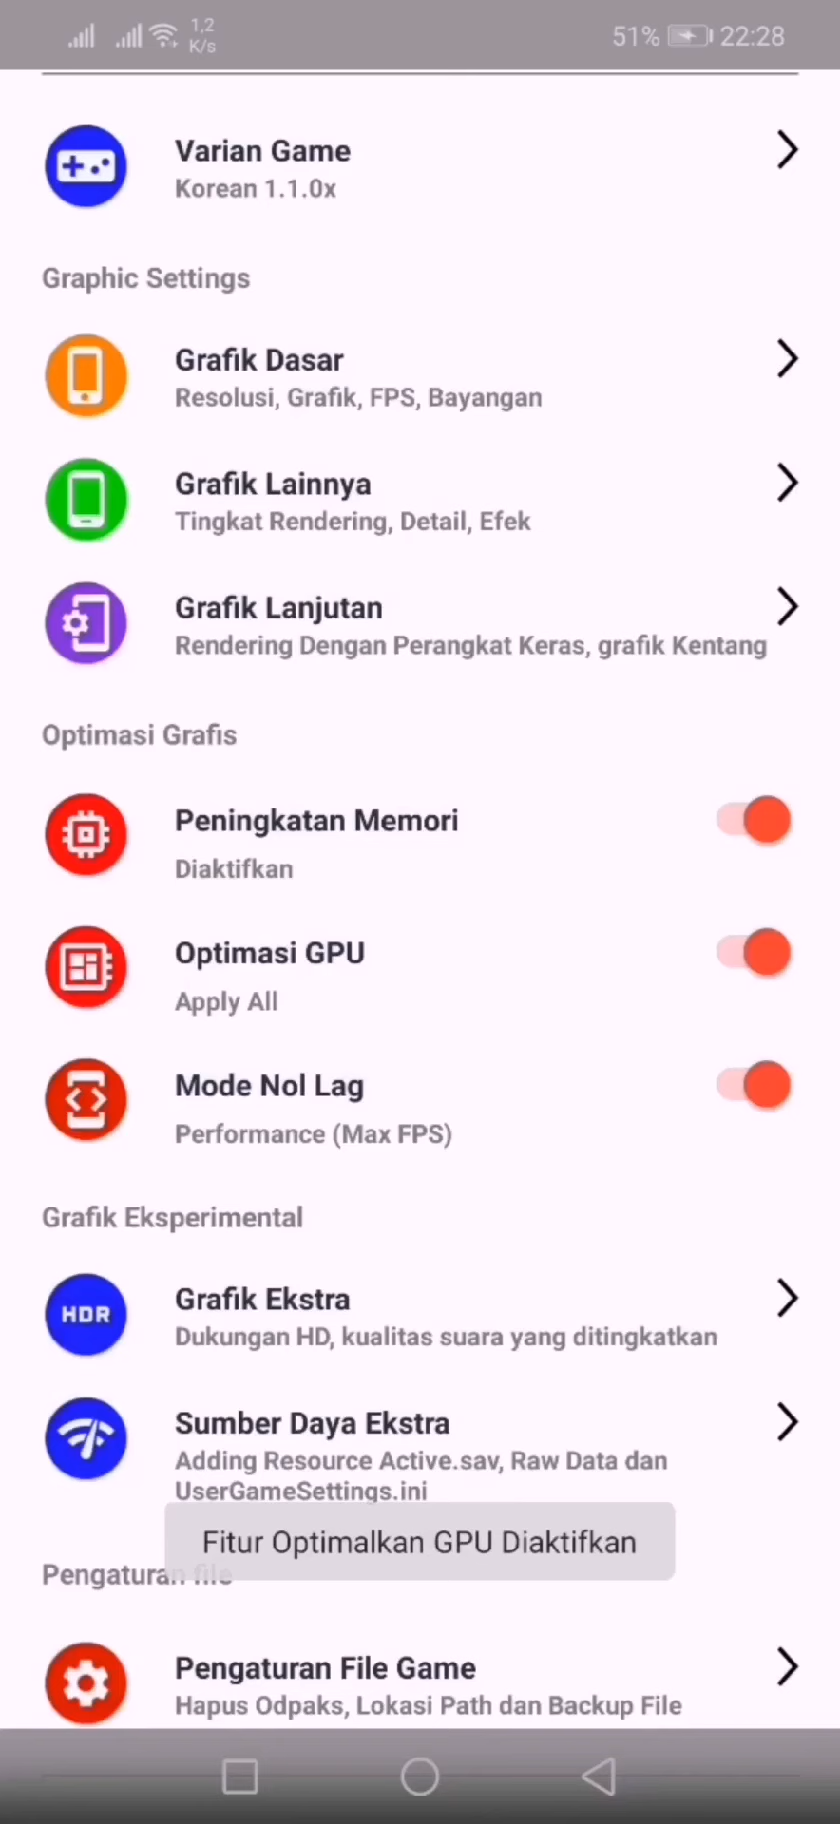 1,2
K/s
51%
22:28
Varian Game
Korean 1.1.0x
Graphic Settings
Grafik Dasar
Resolusi, Grafik, FPS, Bayangan
Grafik Lainnya
Tingkat Rendering, Detail, Efek
Grafik Lanjutan
Rendering Dengan Perangkat Keras, grafik Kentang
Optimasi Grafis
Peningkatan Memori
Diaktifkan
Optimasi GPU
Apply All
Mode Nol Lag
Performance (Max FPS)
Grafik Eksperimental
HDR
Grafik Ekstra
Dukungan HD, kualitas suara yang ditingkatkan
Sumber Daya Ekstra
Adding Resource Active.sav, Raw Data dan
UserGameSettings.ini
Fitur Optimalkan GPU Diaktifkan
Pengaturan file
Pengaturan File Game
Hapus Odpaks, Lokasi Path dan Backup File